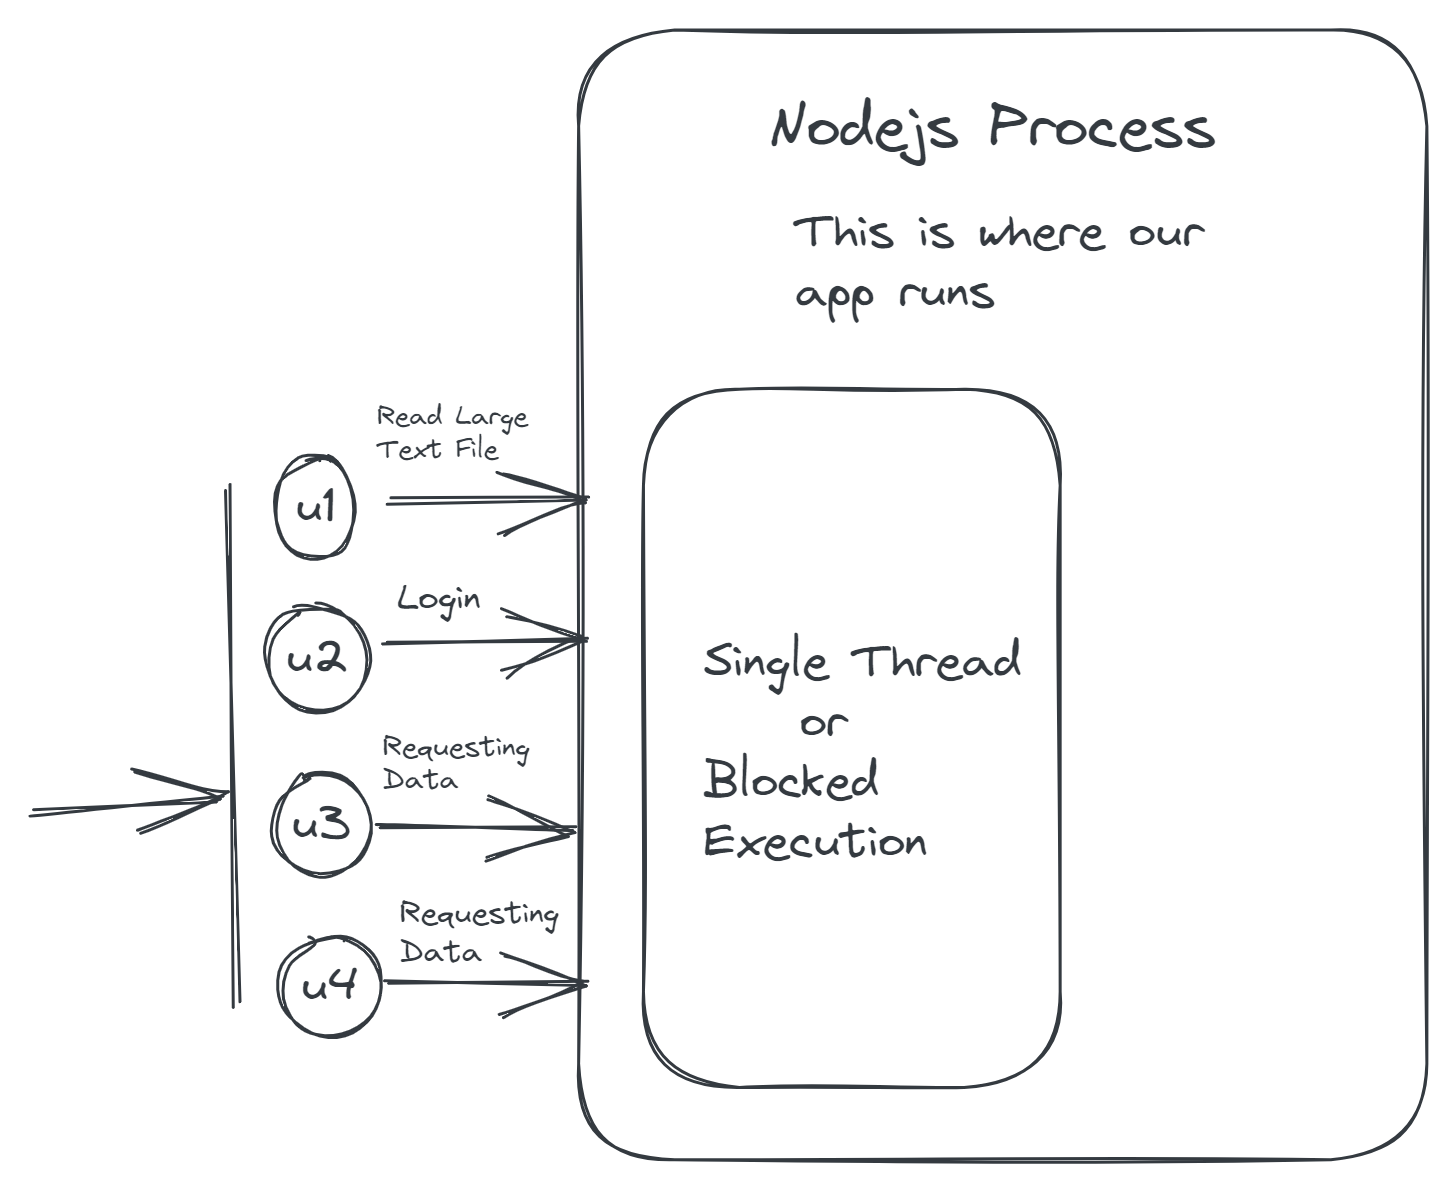 Nodejs Process
This is where our
app runs
Read Large
Text File
u1
Login
u2
Requesting
Data
u3
Requesting
Data
u4
Single Thread
or
Blocked
Execution